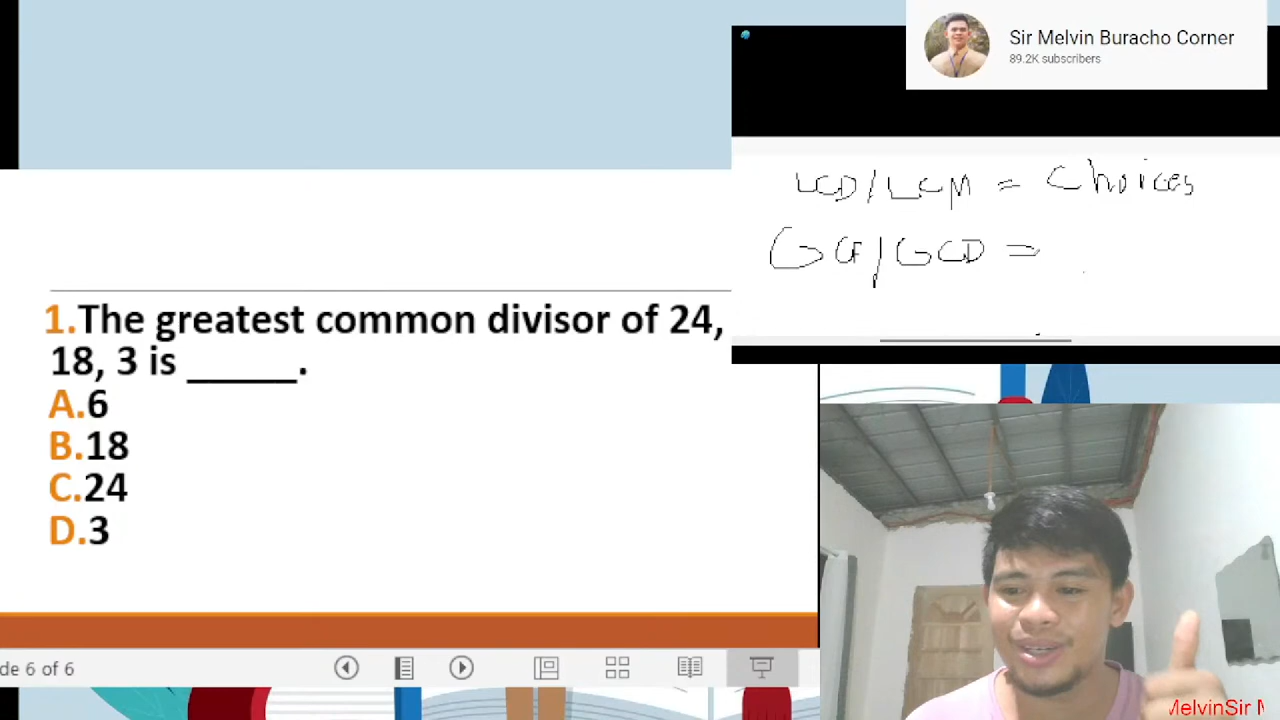 Sir Melvin Buracho Corner
89.2K subscribers
LCD/LCM = Choices
GCF/GCD =
1.The greatest common divisor of 24,
18, 3 is ______.
A.6
B.18
C.24
D.3
de 6 of 6
MelvinSir M